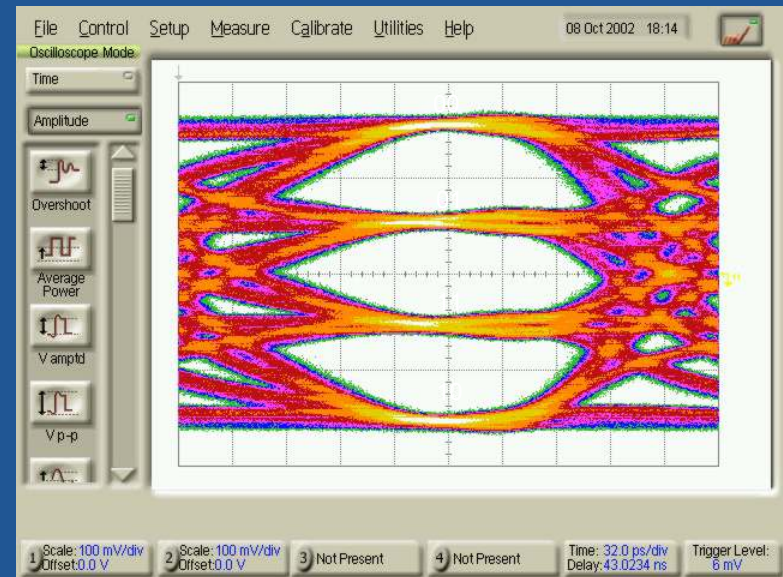 File Control Setup Measure Calibrate Utilities Help 08 Oct 2002 18:14
Oscilloscope Mode
Time
Amplitude
Overshoot
Average
Power
V amptd
V p-p
1 Scale: 100 mV/div
Offset:0.0 V
2 Scale: 100 mV/div
Offset:0.0 V
3 Not Present
4 Not Present
Time: 32.0 ps/div
Delay:43.0234 ns
Trigger Level:
6 mV